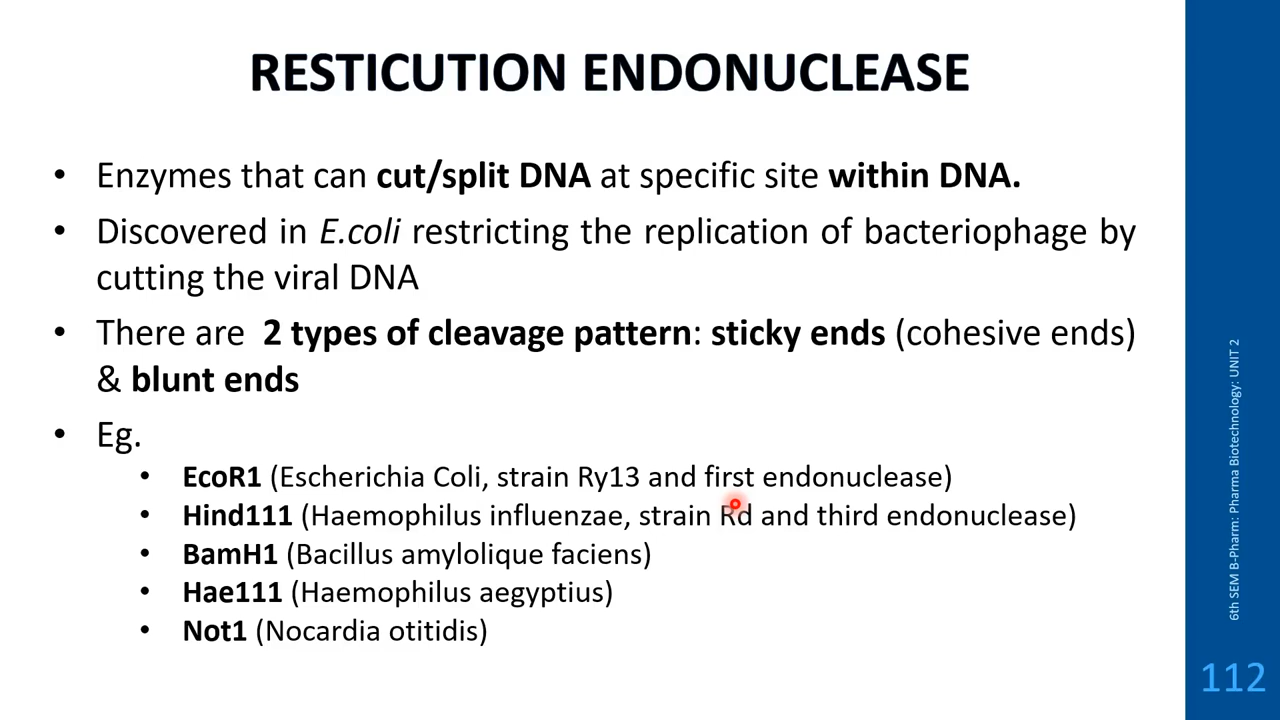 RESTICUTION ENDONUCLEASE
• Enzymes that can cut/split DNA at specific site within DNA.
• Discovered in E.coli restricting the replication of bacteriophage by
cutting the viral DNA
• There are 2 types of cleavage pattern: sticky ends (cohesive ends)
& blunt ends
• Eg.
• EcoR1 (Escherichia Coli, strain Ry13 and first endonuclease)
• Hind111 (Haemophilus influenzae, strain Rd and third endonuclease)
• BamH1 (Bacillus amylolique faciens)
• Hae111 (Haemophilus aegyptius)
• Not1 (Nocardia otitidis)
6th SEM B-Pharm: Pharma Biotechnology: UNIT 2
112